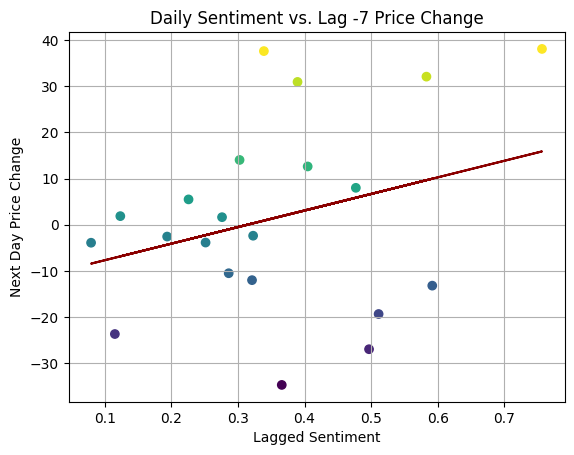 Daily Sentiment vs. Lag -7 Price Change
40
30
20
10
0
−10
−20
−30
Next Day Price Change
0.1 0.2 0.3 0.4 0.5 0.6 0.7
Lagged Sentiment